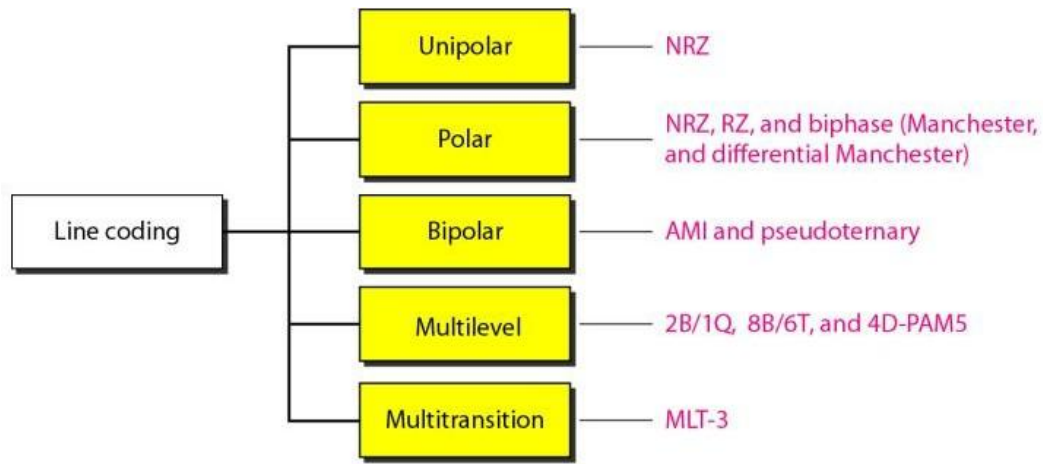 Unipolar
NRZ
Polar
NRZ, RZ, and biphase (Manchester,
and differential Manchester)
Line coding
Bipolar
AMI and pseudoternary
Multilevel
2B/1Q, 8B/6T, and 4D-PAM5
Multitransition
MLT-3